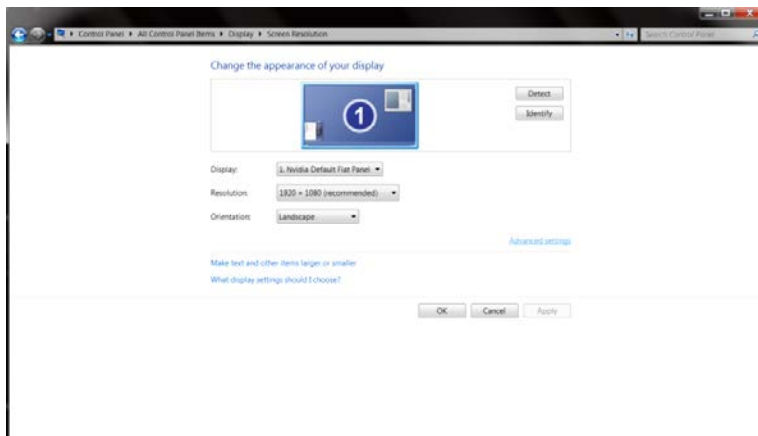 Control Panel ▸ All Control Panel Items ▸ Display ▸ Screen Resolution
Search Control Panel
Change the appearance of your display
1
Detect
Identify
Display:
1. Nvidia Default Flat Panel
Resolution:
1920 × 1080 (recommended)
Orientation:
Landscape
Advanced settings
Make text and other items larger or smaller
What display settings should I choose?
OK
Cancel
Apply